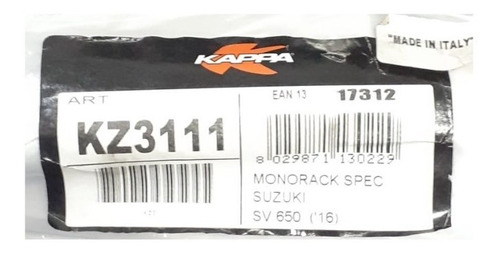 "MADE IN ITALY"
KAPPA
ART
EAN 13 17312
KZ3111
8 029871 130229
MONORACK SPEC
SUZUKI
SV 650 ('16)